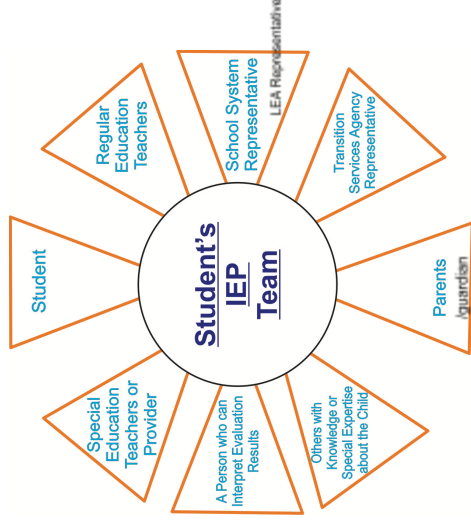 Student's
IEP
Team
Student
Regular
Education
Teachers
School System
Representative
LEA Representative
Transition
Services Agency
Representative
Parents
/guardian
Others with
Knowledge or
Special Expertise
about the Child
A Person who can
Interpret Evaluation
Results
Special
Education
Teachers or
Provider